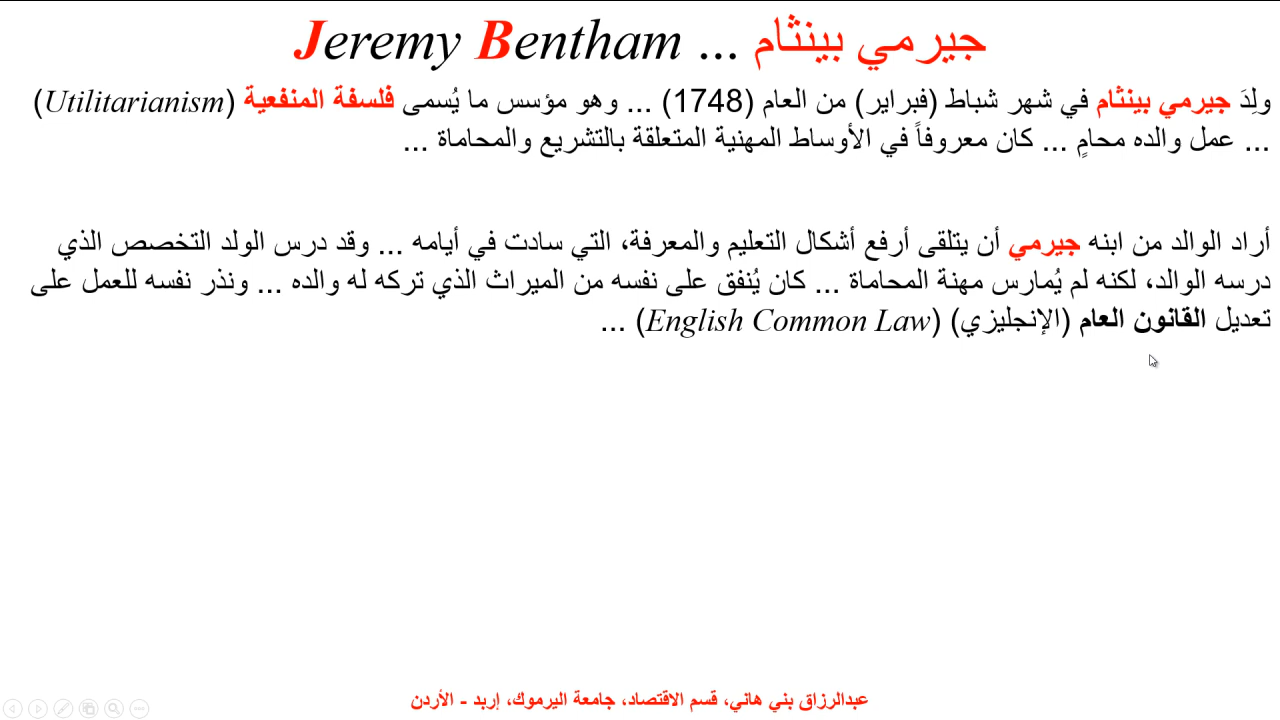 جيرمي بينثام ... Jeremy Bentham
ولِدَ جيرمي بينثام في شهر شباط (فبراير) من العام (1748) ... وهو مؤسس ما يُسمى فلسفة المنفعية (Utilitarianism)
... عمل والده محامٍ ... كان معروفاً في الأوساط المهنية المتعلقة بالتشريع والمحاماة ...
أراد الوالد من ابنه جيرمي أن يتلقى أرفع أشكال التعليم والمعرفة، التي سادت في أيامه ... وقد درس الولد التخصص الذي
درسه الوالد، لكنه لم يُمارس مهنة المحاماة ... كان يُنفق على نفسه من الميراث الذي تركه له والده ... ونذر نفسه للعمل على
تعديل القانون العام (الإنجليزي) (English Common Law) ...
عبدالرزاق بني هاني، قسم الاقتصاد، جامعة اليرموك، إربد - الأردن